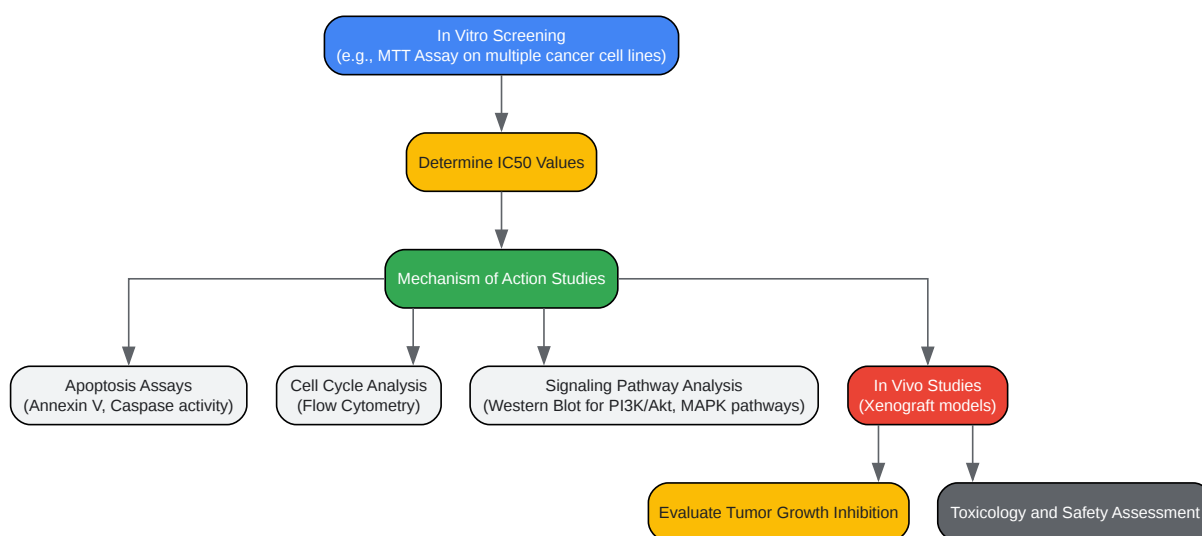 In Vitro Screening
(e.g., MTT Assay on multiple cancer cell lines)
Determine IC50 Values
Mechanism of Action Studies
Apoptosis Assays
(Annexin V, Caspase activity)
Cell Cycle Analysis
(Flow Cytometry)
Signaling Pathway Analysis
(Western Blot for PI3K/Akt, MAPK pathways)
In Vivo Studies
(Xenograft models)
Evaluate Tumor Growth Inhibition
Toxicology and Safety Assessment